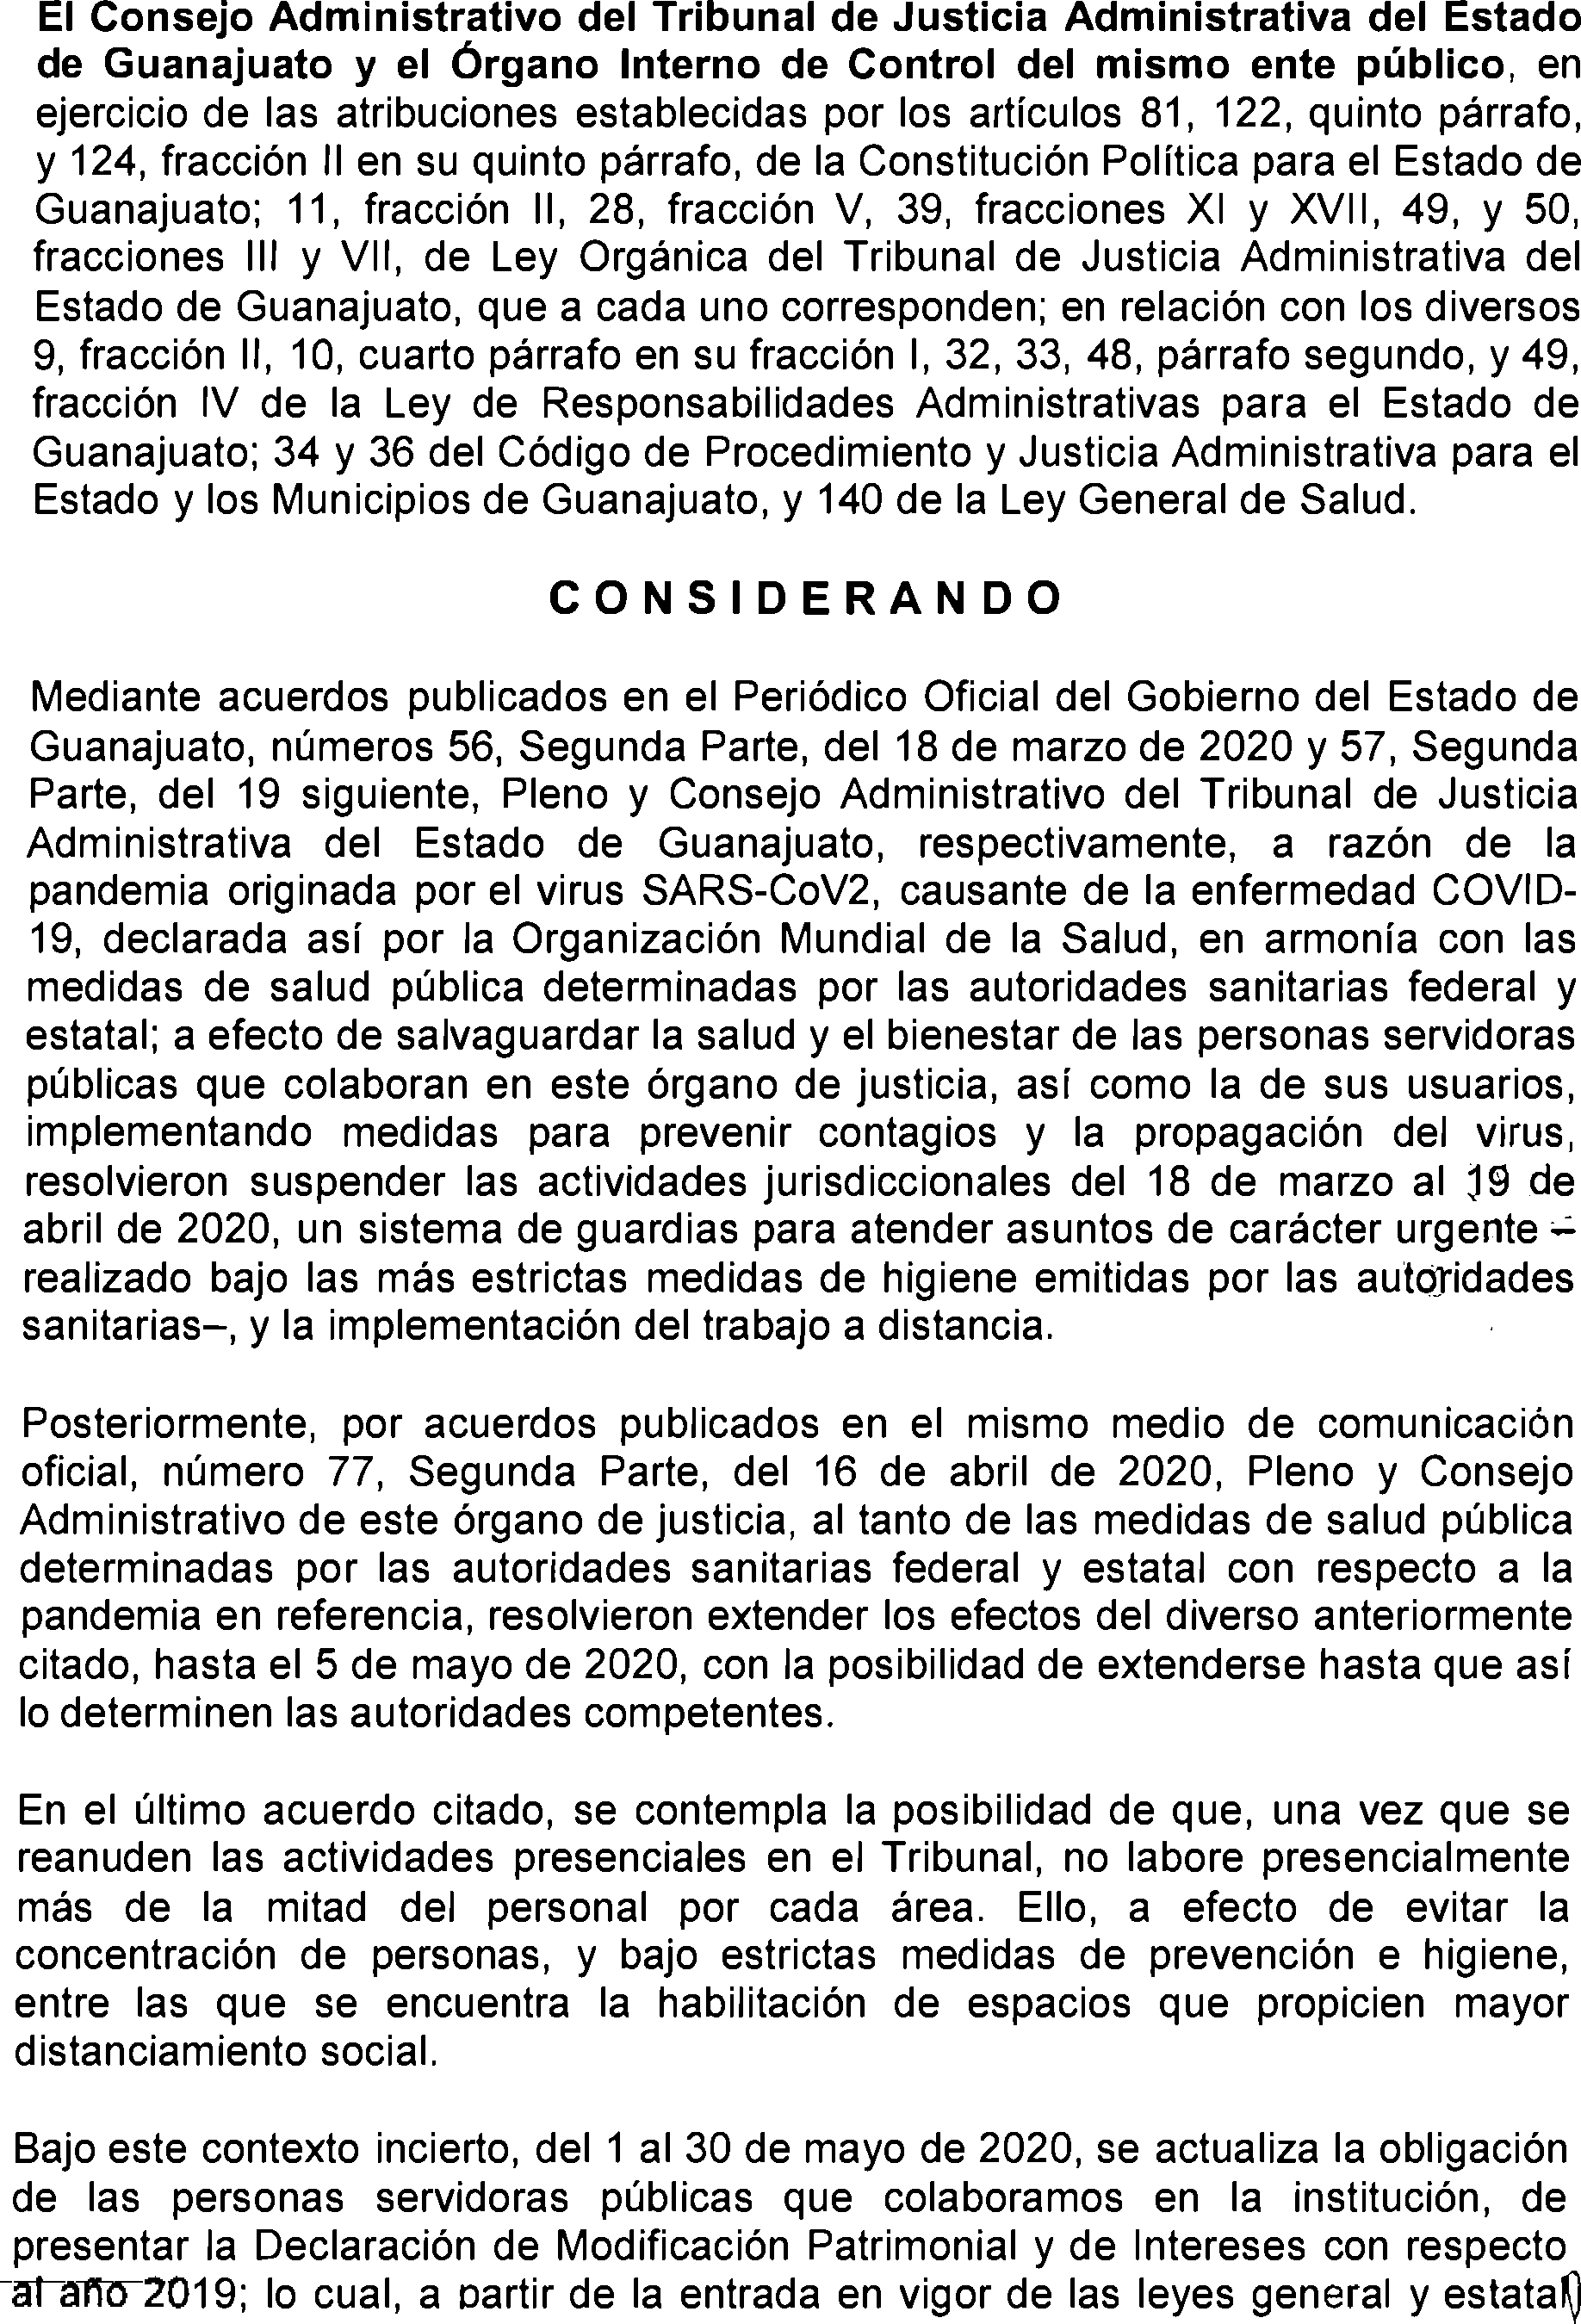 El Consejo Administrativo del Tribunal de Justicia Administrativa del Estado
de Guanajuato y el Órgano Interno de Control del mismo ente público, en
ejercicio de las atribuciones establecidas por los artículos 81, 122, quinto párrafo,
y 124, fracción II en su quinto párrafo, de la Constitución Política para el Estado de
Guanajuato; 11, fracción II, 28, fracción V, 39, fracciones XI y XVII, 49, y 50,
fracciones III y VII, de Ley Orgánica del Tribunal de Justicia Administrativa del
Estado de Guanajuato, que a cada uno corresponden; en relación con los diversos
9, fracción II, 10, cuarto párrafo en su fracción I, 32, 33, 48, párrafo segundo, y 49,
fracción IV de la Ley de Responsabilidades Administrativas para el Estado de
Guanajuato; 34 y 36 del Código de Procedimiento y Justicia Administrativa para el
Estado y los Municipios de Guanajuato, y 140 de la Ley General de Salud.
C O N S I D E R A N D O
Mediante acuerdos publicados en el Periódico Oficial del Gobierno del Estado de
Guanajuato, números 56, Segunda Parte, del 18 de marzo de 2020 y 57, Segunda
Parte, del 19 siguiente, Pleno y Consejo Administrativo del Tribunal de Justicia
Administrativa del Estado de Guanajuato, respectivamente, a razón de la
pandemia originada por el virus SARS-CoV2, causante de la enfermedad COVID-
19, declarada así por la Organización Mundial de la Salud, en armonía con las
medidas de salud pública determinadas por las autoridades sanitarias federal y
estatal; a efecto de salvaguardar la salud y el bienestar de las personas servidoras
públicas que colaboran en este órgano de justicia, así como la de sus usuarios,
implementando medidas para prevenir contagios y la propagación del virus,
resolvieron suspender las actividades jurisdiccionales del 18 de marzo al 19 de
abril de 2020, un sistema de guardias para atender asuntos de carácter urgente –
realizado bajo las más estrictas medidas de higiene emitidas por las autoridades
sanitarias–, y la implementación del trabajo a distancia.
Posteriormente, por acuerdos publicados en el mismo medio de comunicación
oficial, número 77, Segunda Parte, del 16 de abril de 2020, Pleno y Consejo
Administrativo de este órgano de justicia, al tanto de las medidas de salud pública
determinadas por las autoridades sanitarias federal y estatal con respecto a la
pandemia en referencia, resolvieron extender los efectos del diverso anteriormente
citado, hasta el 5 de mayo de 2020, con la posibilidad de extenderse hasta que así
lo determinen las autoridades competentes.
En el último acuerdo citado, se contempla la posibilidad de que, una vez que se
reanuden las actividades presenciales en el Tribunal, no labore presencialmente
más de la mitad del personal por cada área. Ello, a efecto de evitar la
concentración de personas, y bajo estrictas medidas de prevención e higiene,
entre las que se encuentra la habilitación de espacios que propicien mayor
distanciamiento social.
Bajo este contexto incierto, del 1 al 30 de mayo de 2020, se actualiza la obligación
de las personas servidoras públicas que colaboramos en la institución, de
presentar la Declaración de Modificación Patrimonial y de Intereses con respecto
al año 2019; lo cual, a partir de la entrada en vigor de las leyes general y estatal